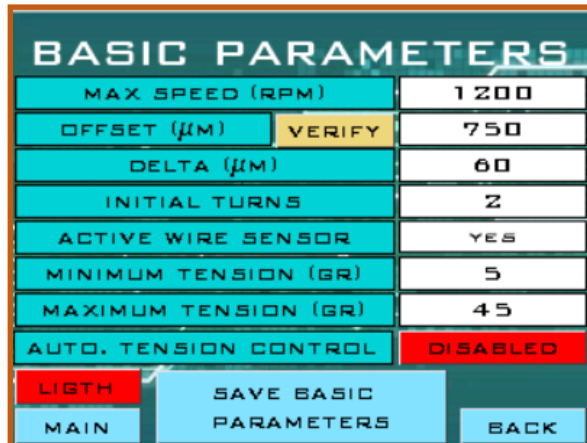 BASIC PARAMETERS
MAX SPEED (RPM) 1200
OFFSET (µM) VERIFY 750
DELTA (µM) 60
INITIAL TURNS 2
ACTIVE WIRE SENSOR YES
MINIMUM TENSION (GR) 5
MAXIMUM TENSION (GR) 45
AUTO. TENSION CONTROL DISABLED
LIGTH
SAVE BASIC
PARAMETERS
MAIN
BACK